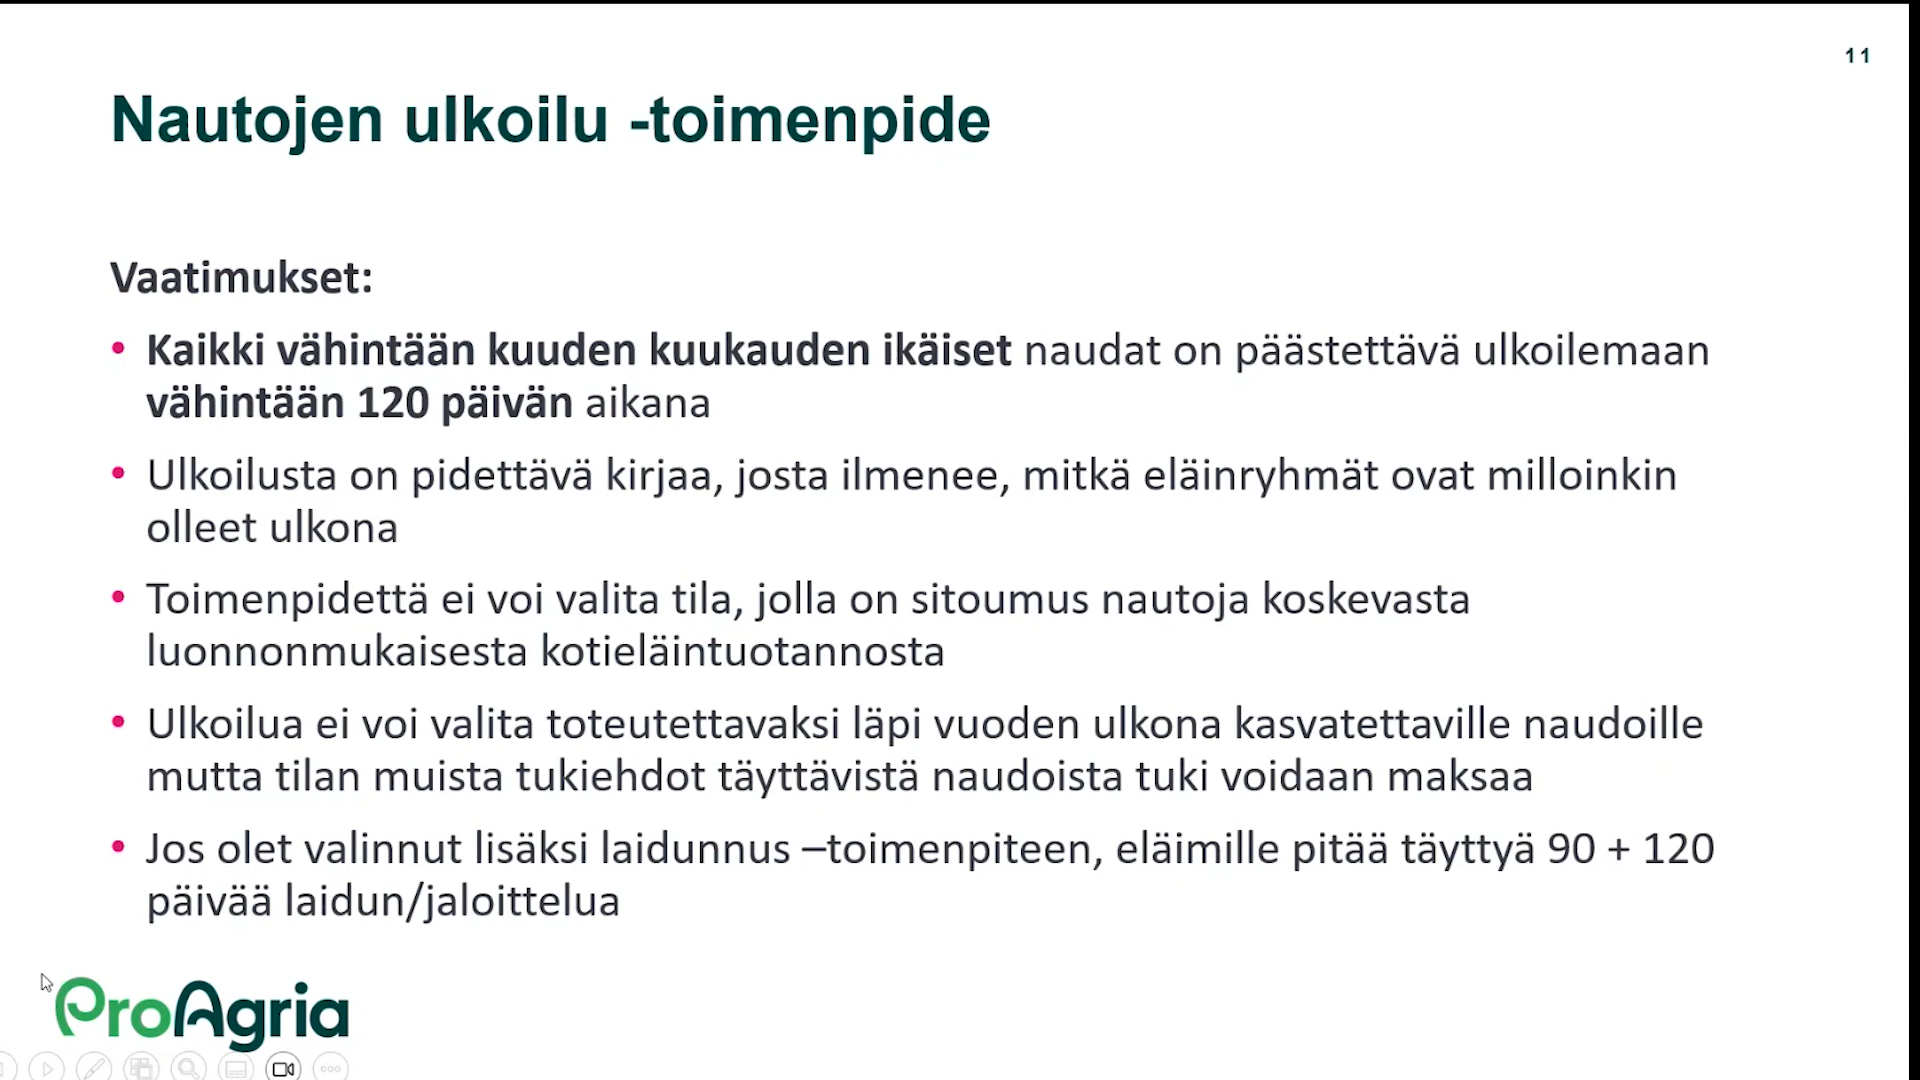 11
Nautojen ulkoilu -toimenpide
Vaatimukset:
• Kaikki vähintään kuuden kuukauden ikäiset naudat on päästettävä ulkoilemaan
vähintään 120 päivän aikana
• Ulkoilusta on pidettävä kirjaa, josta ilmenee, mitkä eläinryhmät ovat milloinkin
olleet ulkona
• Toimenpidettä ei voi valita tila, jolla on sitoumus nautoja koskevasta
luonnonmukaisesta kotieläintuotannosta
• Ulkoilua ei voi valita toteutettavaksi läpi vuoden ulkona kasvatettaville naudoille
mutta tilan muista tukiehdot täyttävistä naudoista tuki voidaan maksaa
• Jos olet valinnut lisäksi laidunnus –toimenpiteen, eläimille pitää täyttyä 90 + 120
päivää laidun/jaloittelua
ProAgria